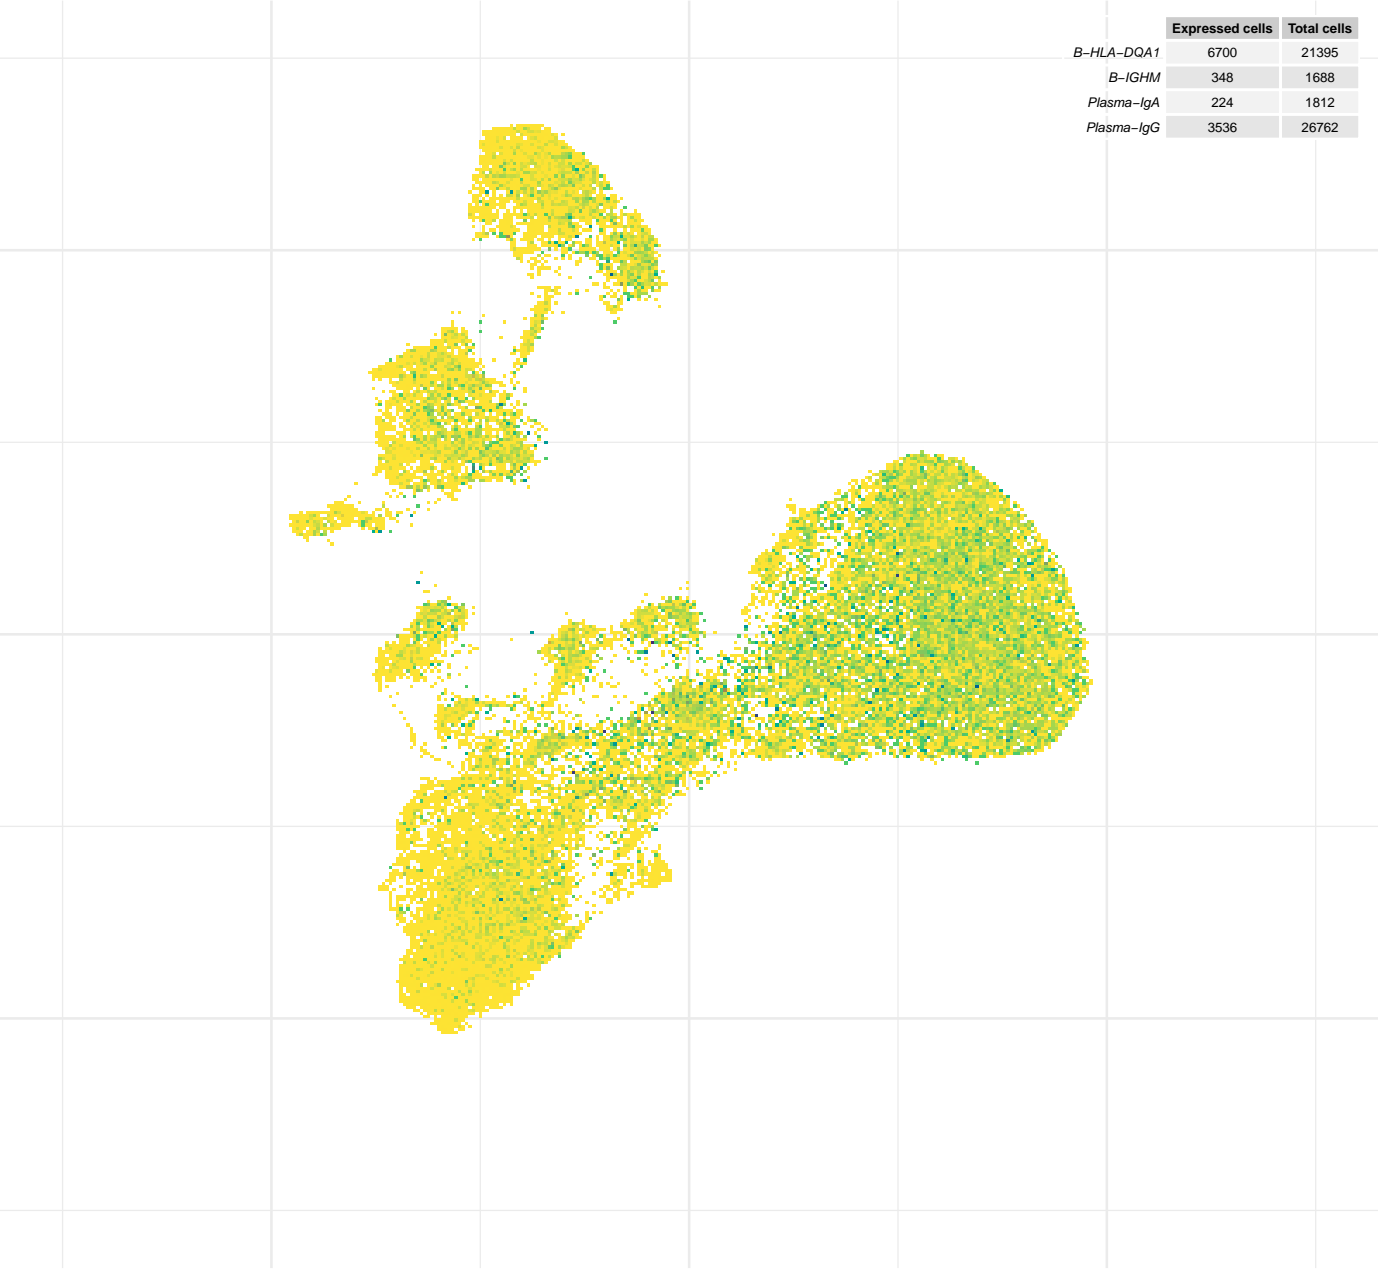 Expressed cells Total cells
B−HLA−DQA1 6700 21395
B−IGHM 348 1688
Plasma−IgA 224 1812
Plasma−IgG 3536 26762